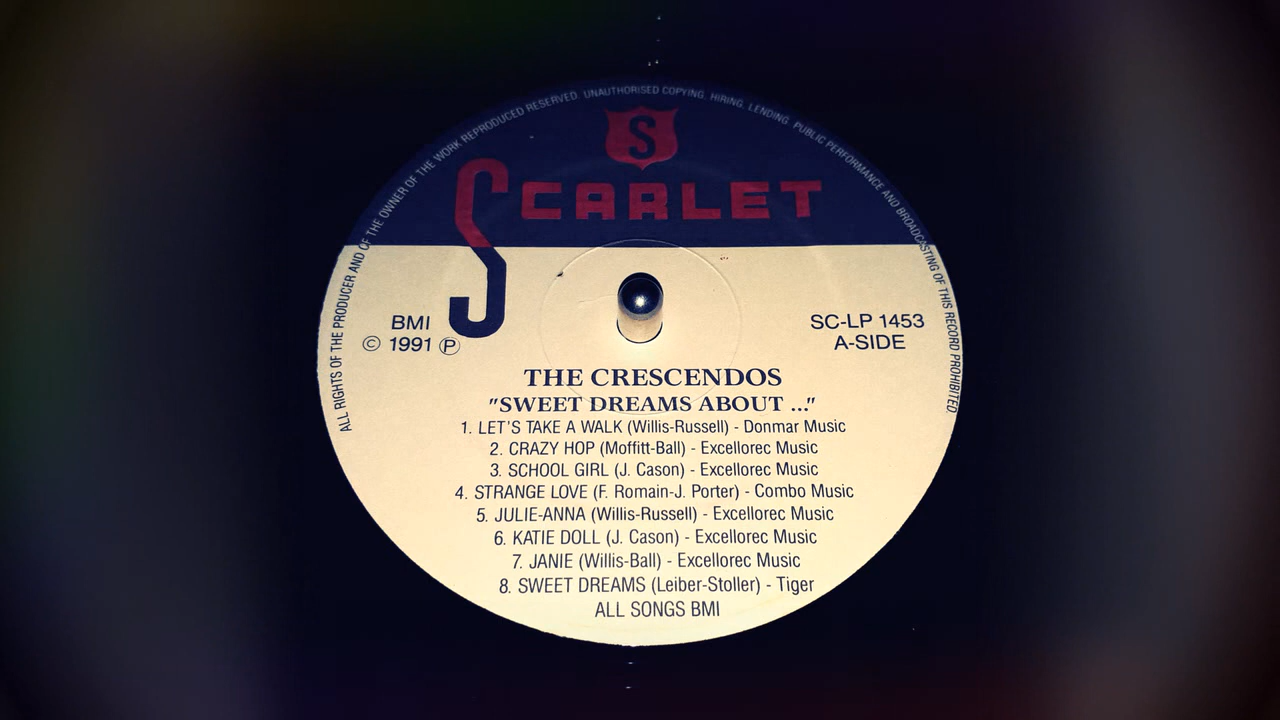 ALL RIGHTS OF THE PRODUCER AND OF THE OWNER OF THE WORK REPRODUCED RESERVED. UNAUTHORISED COPYING, HIRING, LENDING PUBLIC PERFORMANCE AND BROADCASTING OF THIS RECORD PROHIBITED
S
SCARLET
BMI
© 1991 Ⓟ
SC-LP 1453
A-SIDE
THE CRESCENDOS
"SWEET DREAMS ABOUT ..."
1. LET'S TAKE A WALK (Willis-Russell) - Donmar Music
2. CRAZY HOP (Moffitt-Ball) - Excellorec Music
3. SCHOOL GIRL (J. Cason) - Excellorec Music
4. STRANGE LOVE (F. Romain-J. Porter) - Combo Music
5. JULIE-ANNA (Willis-Russell) - Excellorec Music
6. KATIE DOLL (J. Cason) - Excellorec Music
7. JANIE (Willis-Ball) - Excellorec Music
8. SWEET DREAMS (Leiber-Stoller) - Tiger
ALL SONGS BMI